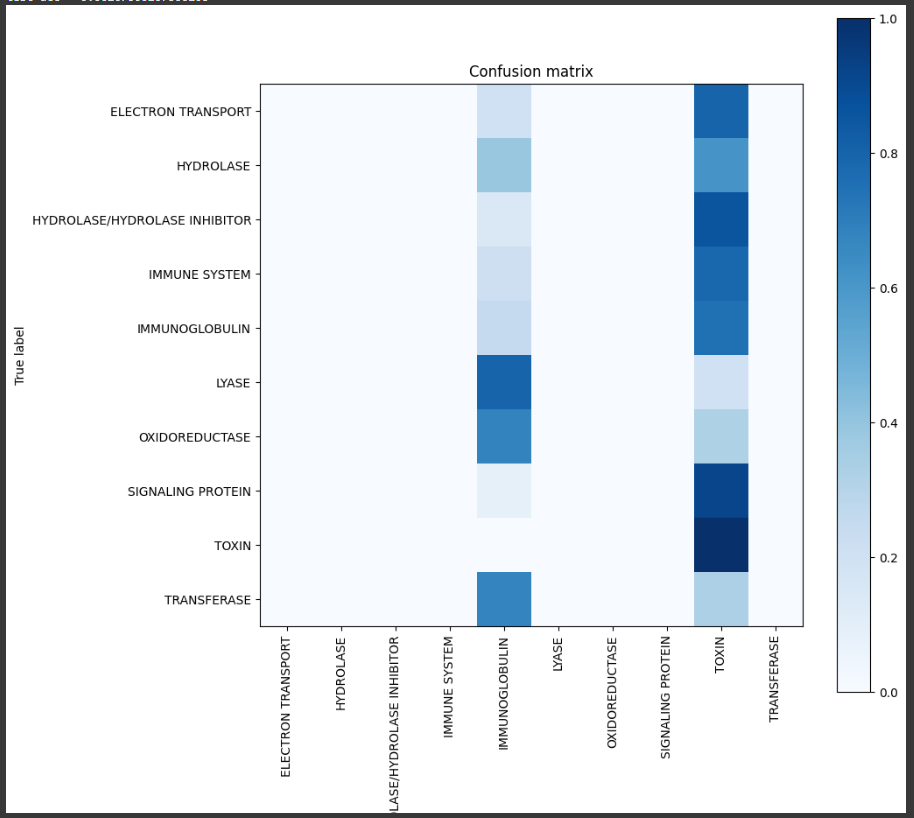 Confusion matrix
True label
ELECTRON TRANSPORT
HYDROLASE
HYDROLASE/HYDROLASE INHIBITOR
IMMUNE SYSTEM
IMMUNOGLOBULIN
LYASE
OXIDOREDUCTASE
SIGNALING PROTEIN
TOXIN
TRANSFERASE
ELECTRON TRANSPORT
HYDROLASE
LASE/HYDROLASE INHIBITOR
IMMUNE SYSTEM
IMMUNOGLOBULIN
LYASE
OXIDOREDUCTASE
SIGNALING PROTEIN
TOXIN
TRANSFERASE
1.0
0.8
0.6
0.4
0.2
0.0